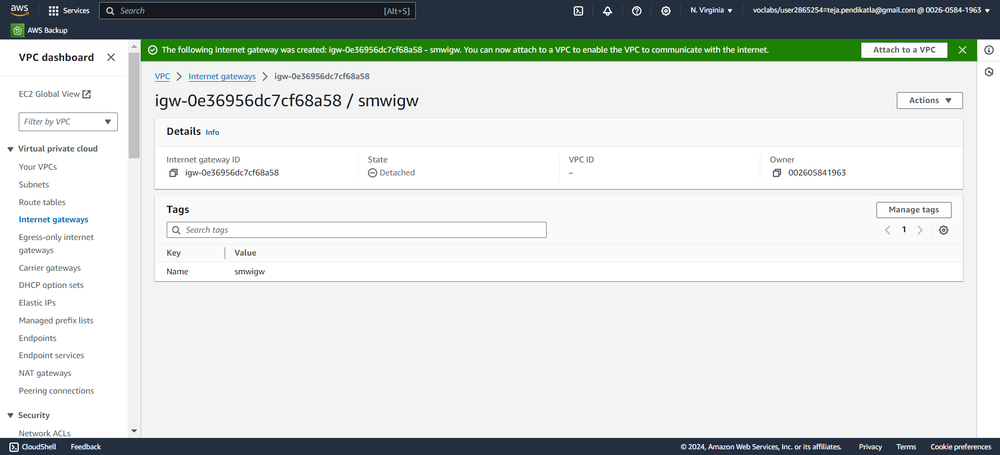 aws
Services
Search
[Alt+S]
N. Virginia
voclabs/user2865254=teja.pendikatla@gmail.com @ 0026-0584-1963
AWS Backup
VPC dashboard
EC2 Global View
Filter by VPC
Virtual private cloud
Your VPCs
Subnets
Route tables
Internet gateways
Egress-only internet
gateways
Carrier gateways
DHCP option sets
Elastic IPs
Managed prefix lists
Endpoints
Endpoint services
NAT gateways
Peering connections
Security
Network ACLs
The following internet gateway was created: igw-0e36956dc7cf68a58 - smwigw. You can now attach to a VPC to enable the VPC to communicate with the internet.
Attach to a VPC
VPC
Internet gateways
igw-0e36956dc7cf68a58
igw-0e36956dc7cf68a58 / smwigw
Actions
Details Info
Internet gateway ID
igw-0e36956dc7cf68a58
State
Detached
VPC ID
–
Owner
002605841963
Tags
Manage tags
Search tags
1
Key
Value
Name
smwigw
CloudShell
Feedback
© 2024, Amazon Web Services, Inc. or its affiliates.
Privacy
Terms
Cookie preferences